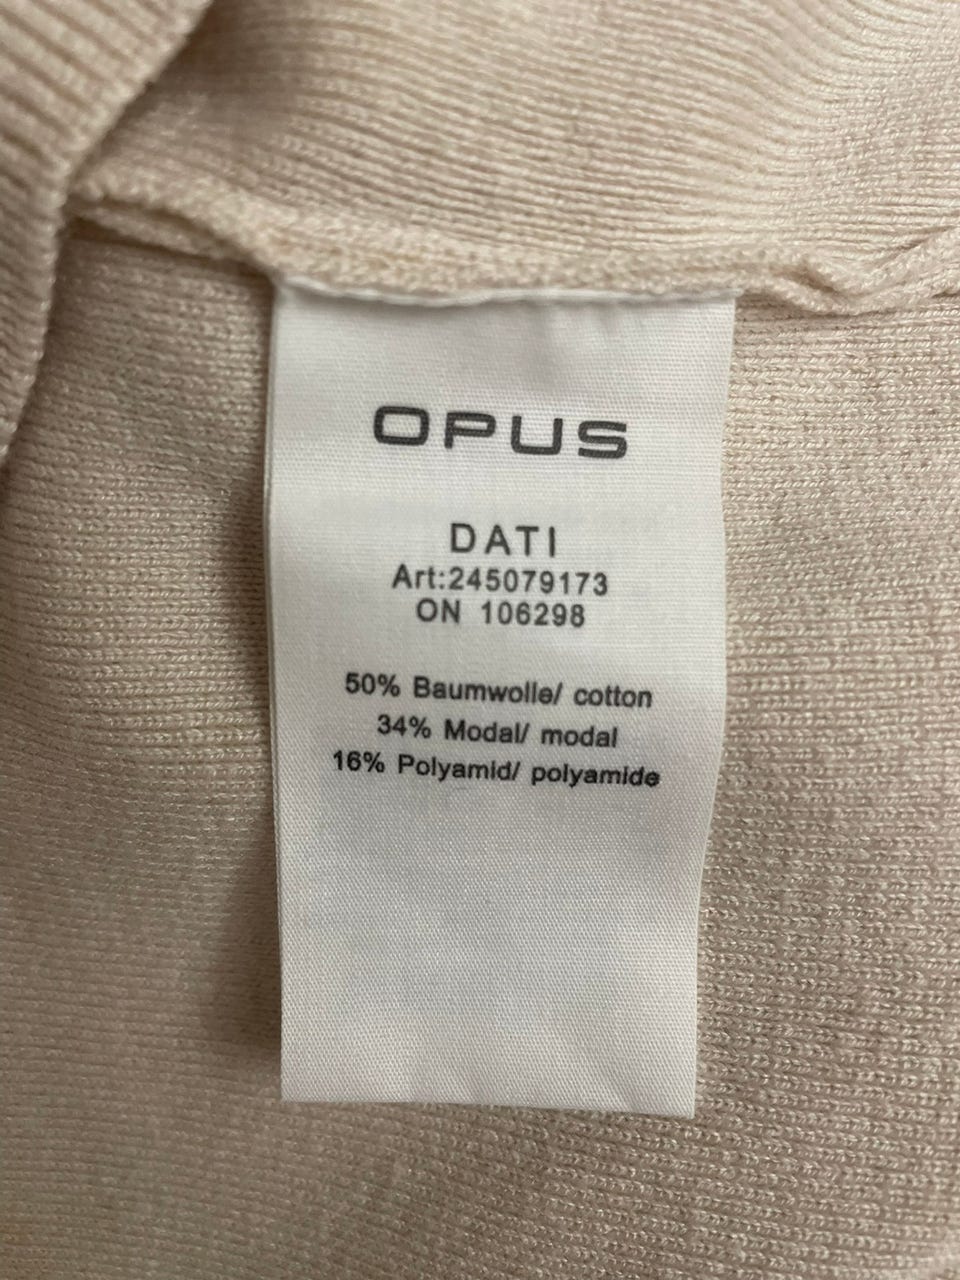 OPUS
DATI
Art:245079173
ON 106298
50% Baumwolle/ cotton
34% Modal/ modal
16% Polyamid/ polyamide